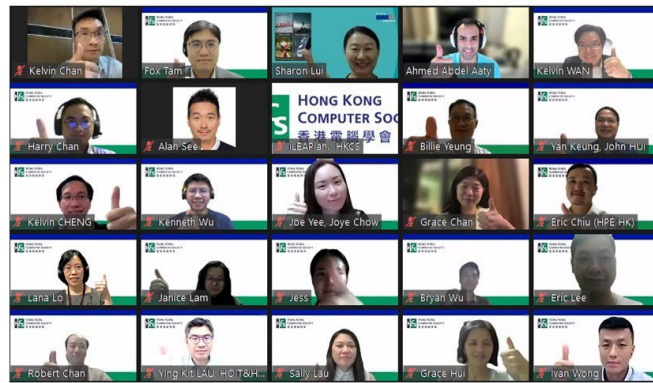 Kelvin Chan
Fox Tam
Sharon Lui
Ahmed Abdel Aaty
Kelvin WAN
Harry Chan
Alan See
HONG KONG
COMPUTER SOC
香港電腦學會
iLEAPian, HKCS
Billie Yeung
Yan Keung, John HUI
Kelvin CHENG
Kenneth Wu
Joe Yee, Joye Chow
Grace Chan
Eric Chiu (HPE HK)
Lana Lo
Janice Lam
Jess
Bryan Wu
Eric Lee
Robert Chan
Ying Kit LAU, HO T&H...
Sally Lau
Grace Hui
Ivan Wong